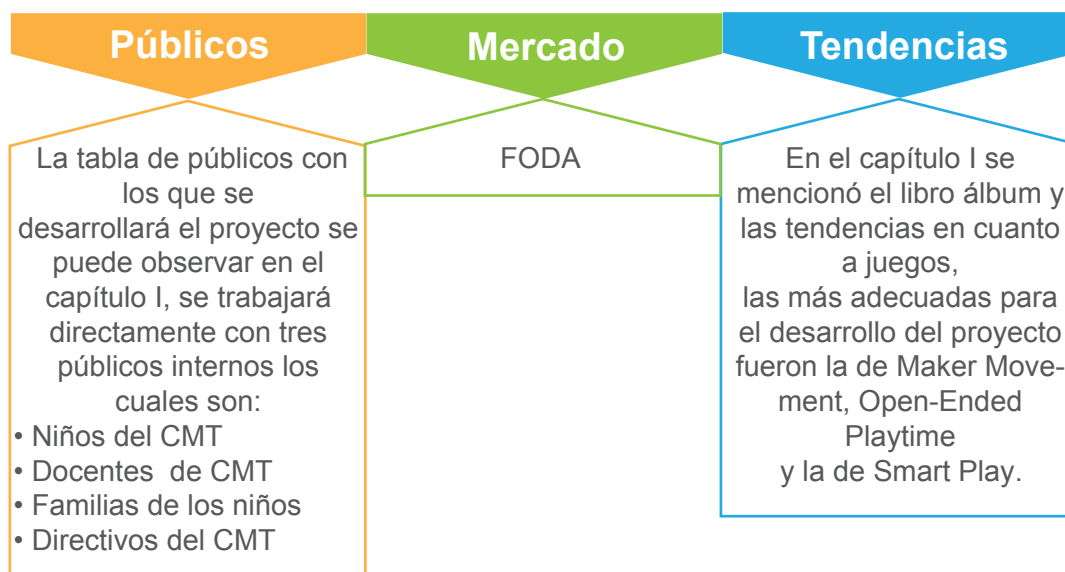 Públicos
La tabla de públicos con
los que se
desarrollará el proyecto se
puede observar en el
capítulo I, se trabajará
directamente con tres
públicos internos los
cuales son:
• Niños del CMT
• Docentes de CMT
• Familias de los niños
• Directivos del CMT
Mercado
FODA
Tendencias
En el capítulo I se
mencionó el libro álbum y
las tendencias en cuanto
a juegos,
las más adecuadas para
el desarrollo del proyecto
fueron la de Maker Move-
ment, Open-Ended
Playtime
y la de Smart Play.